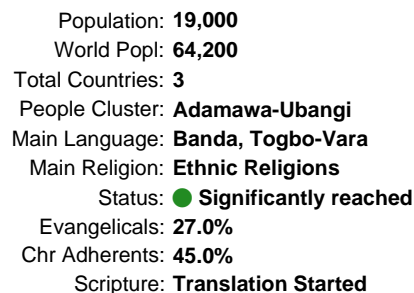 Population: 19,000
World Popl: 64,200
Total Countries: 3
People Cluster: Adamawa-Ubangi
Main Language: Banda, Togbo-Vara
Main Religion: Ethnic Religions
Status: Significantly reached
Evangelicals: 27.0%
Chr Adherents: 45.0%
Scripture: Translation Started